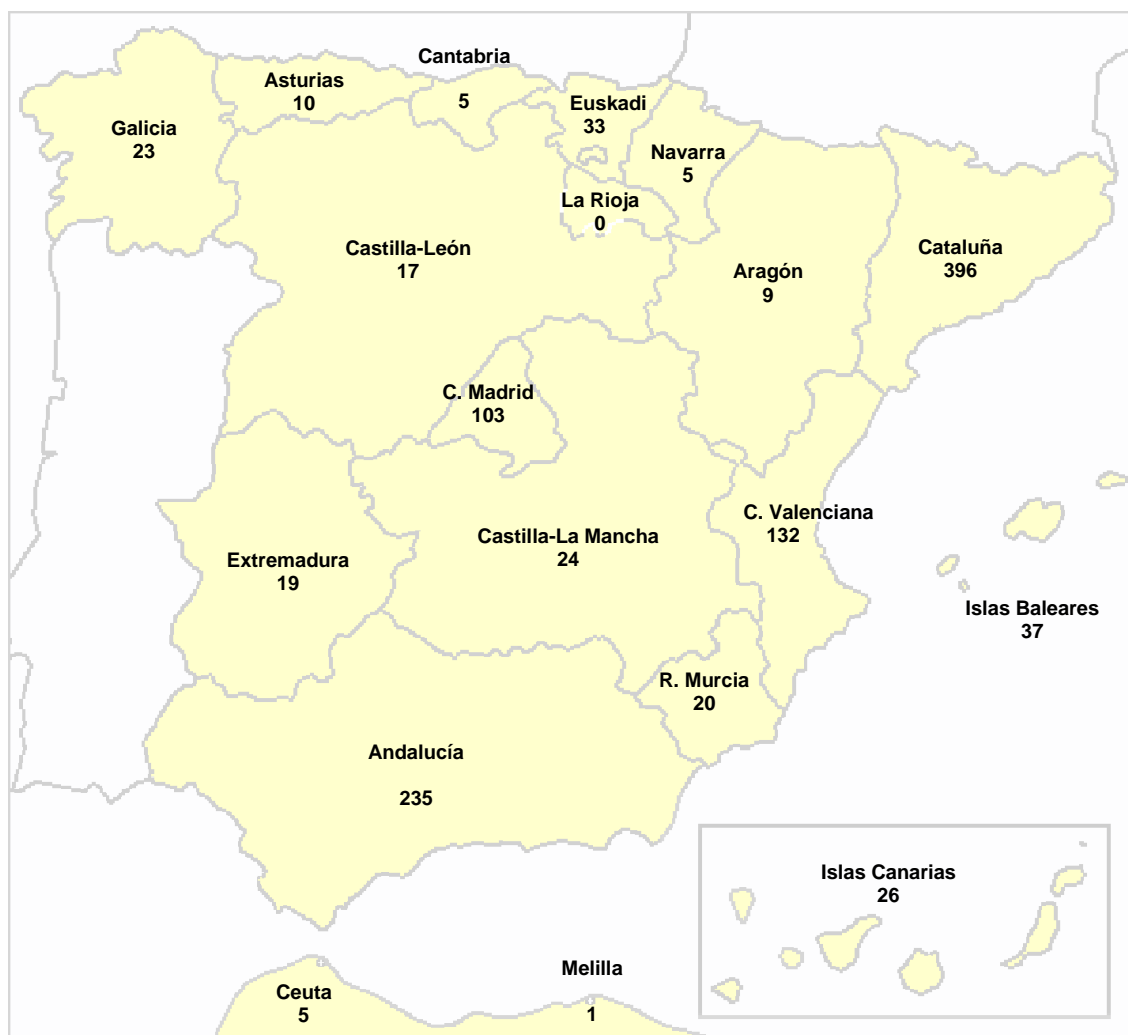 Cantabria
5
Asturias
10
Euskadi
33
Galicia
23
Navarra
5
La Rioja
0
Castilla-León
17
Cataluña
396
Aragón
9
C. Madrid
103
C. Valenciana
132
Castilla-La Mancha
24
Extremadura
19
Islas Baleares
37
R. Murcia
20
Andalucía
235
Islas Canarias
26
Melilla
1
Ceuta
5